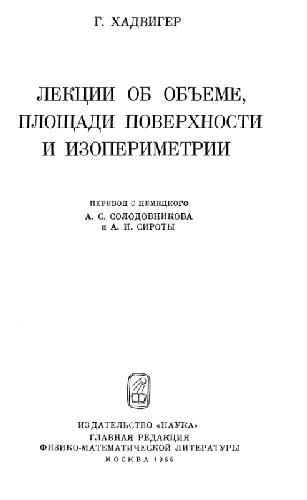 Г. ХАДВИГЕР
ЛЕКЦИИ ОБ ОБЪЕМЕ,
ПЛОЩАДИ ПОВЕРХНОСТИ
И ИЗОПЕРИМЕТРИИ
ПЕРЕВОД С НЕМЕЦКОГО
А. С. СОЛОДОВНИКОВА
и А. И. СИРОТЫ
ИЗДАТЕЛЬСТВО «НАУКА»
ГЛАВНАЯ РЕДАКЦИЯ
ФИЗИКО-МАТЕМАТИЧЕСКОЙ ЛИТЕРАТУРЫ
МОСКВА 1966